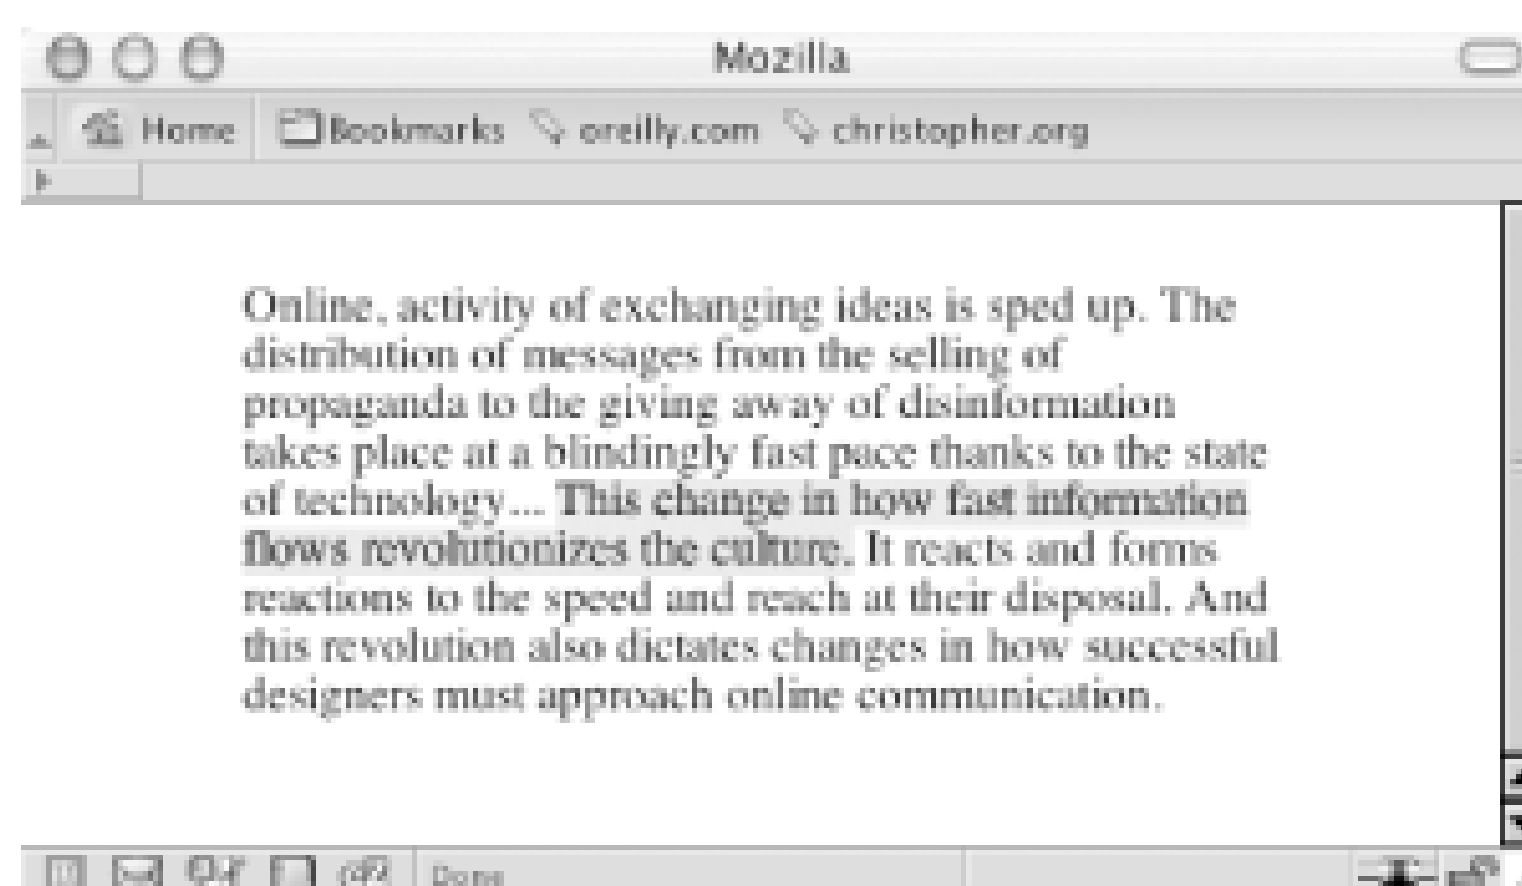 Mozilla
Home Bookmarks oreilly.com christopher.org
Online, activity of exchanging ideas is sped up. The
distribution of messages from the selling of
propaganda to the giving away of disinformation
takes place at a blindingly fast pace thanks to the state
of technology... This change in how fast information
flows revolutionizes the culture. It reacts and forms
reactions to the speed and reach at their disposal. And
this revolution also dictates changes in how successful
designers must approach online communication.
Done